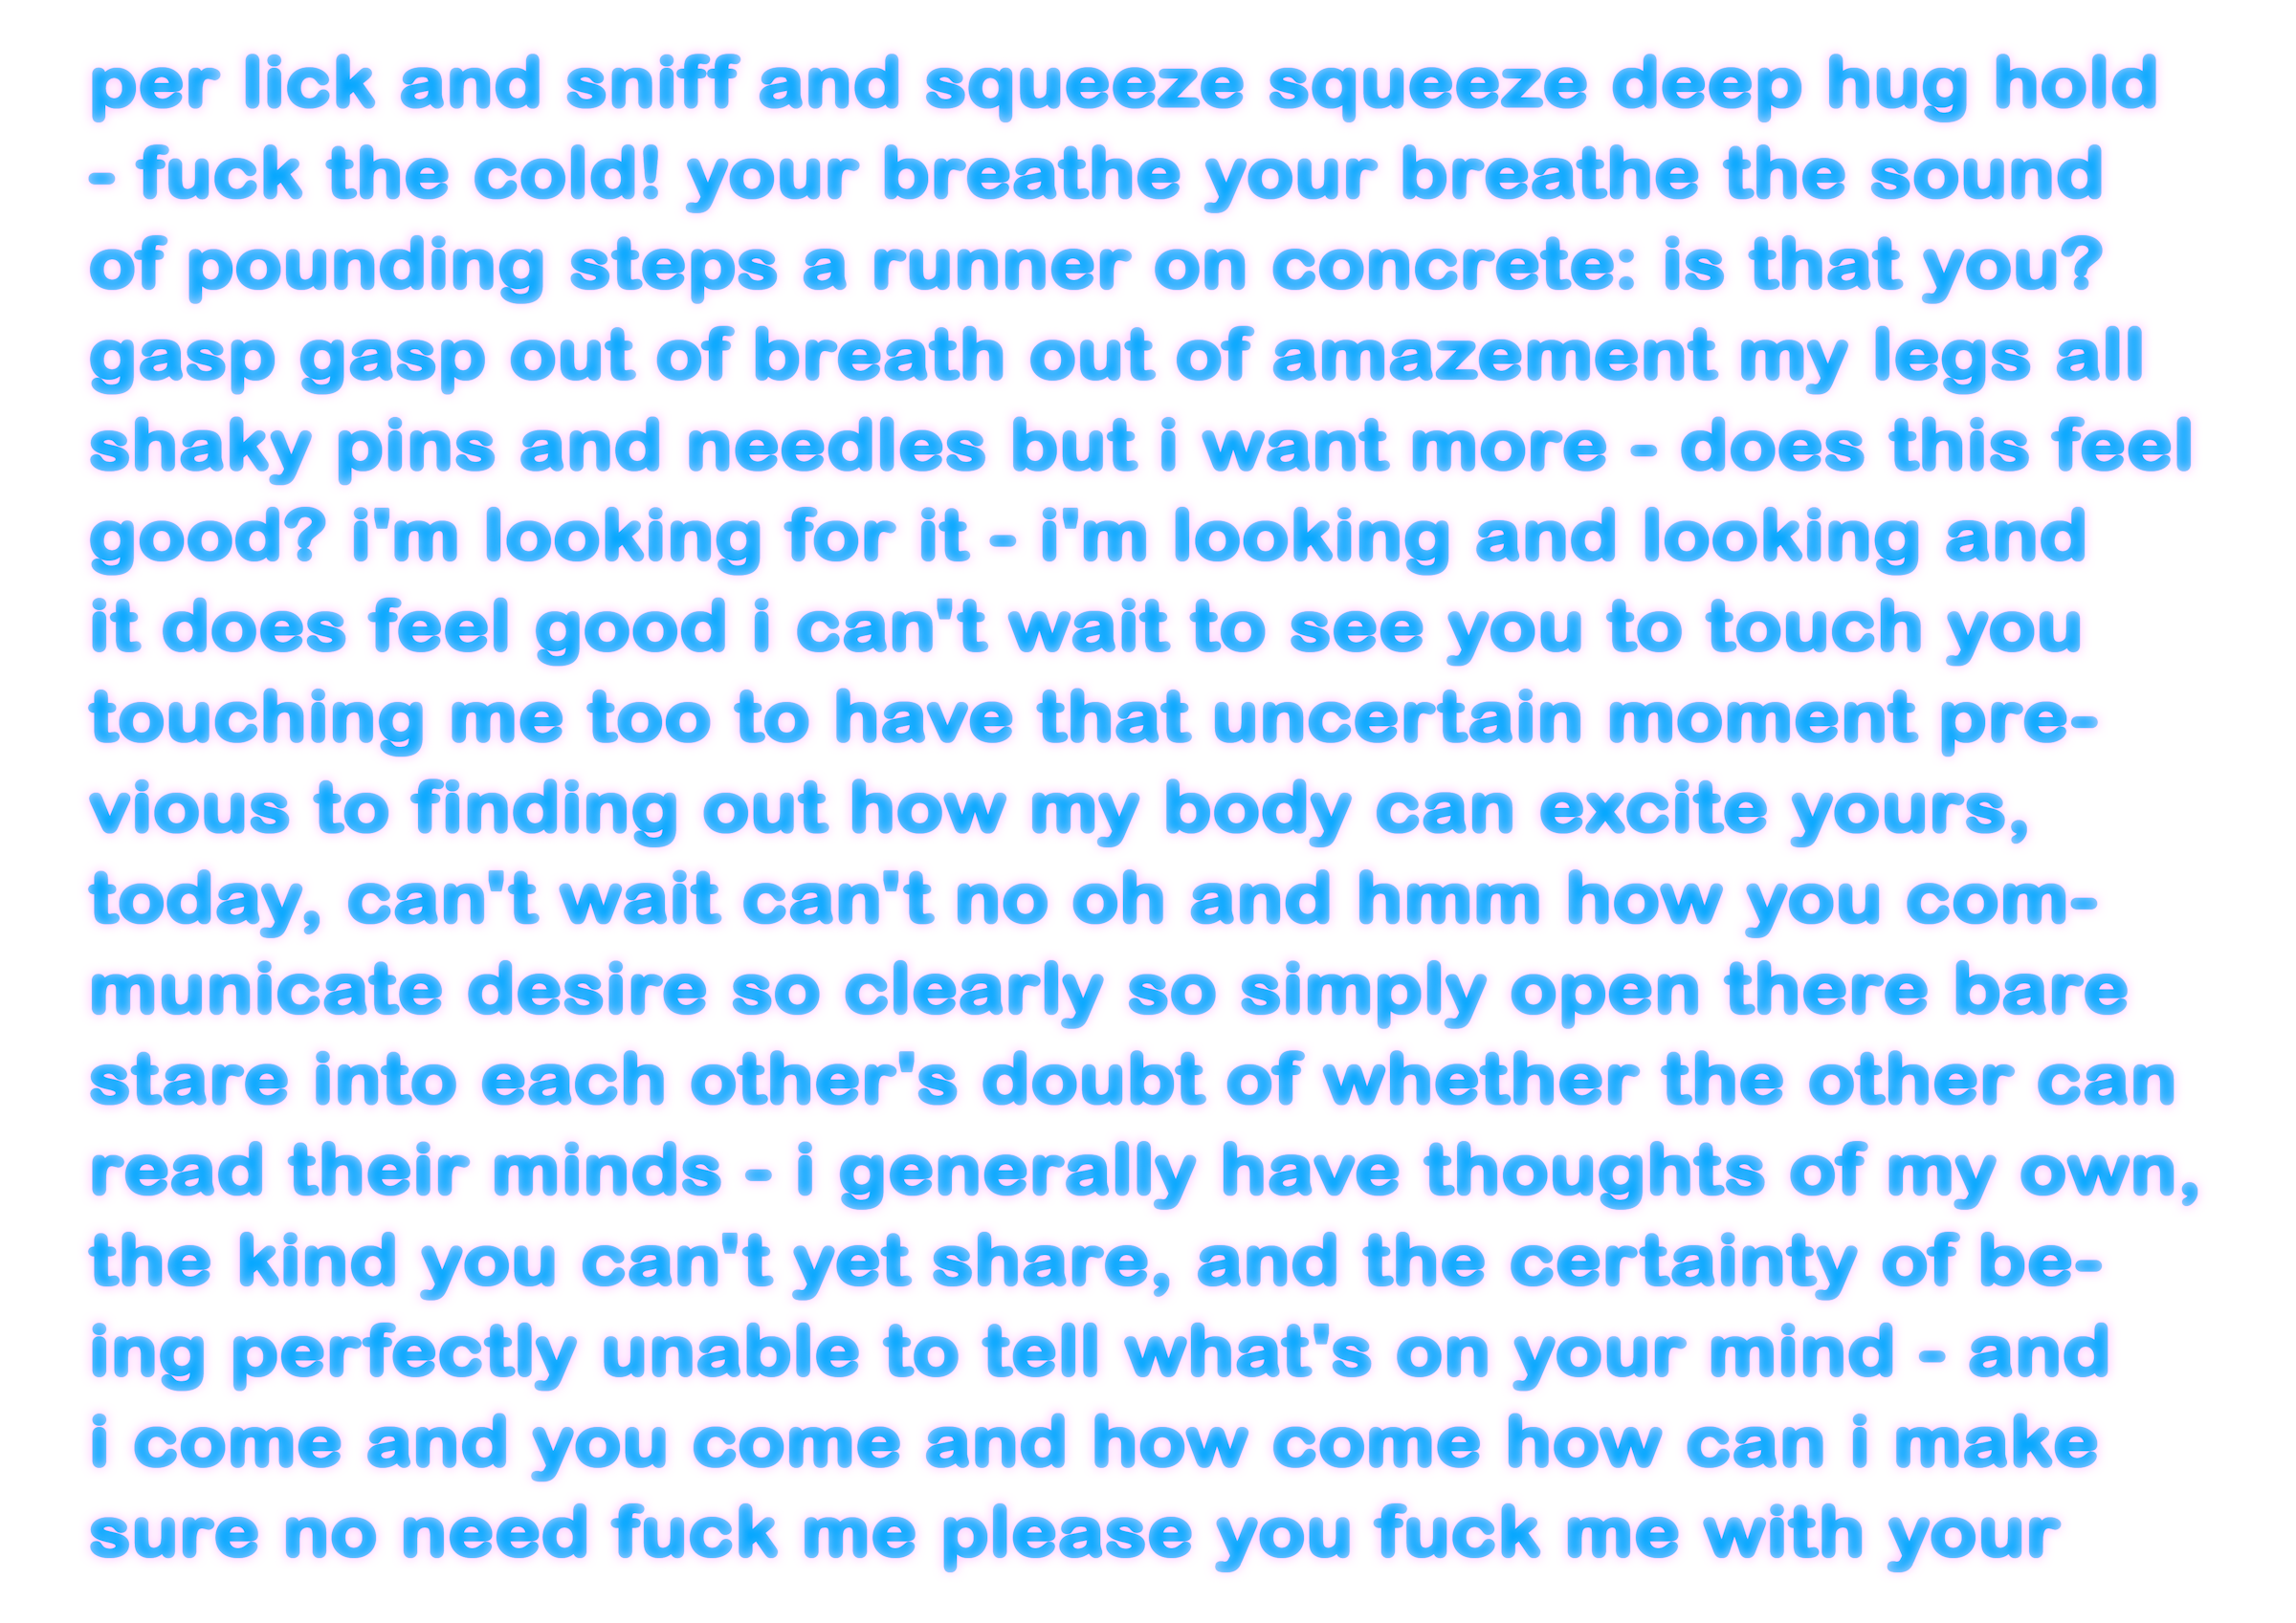 per lick and sniff and squeeze squeeze deep hug hold
- fuck the cold! your breathe your breathe the sound
of pounding steps a runner on concrete: is that you?
gasp gasp out of breath out of amazement my legs all
shaky pins and needles but i want more - does this feel
good? i'm looking for it - i'm looking and looking and
it does feel good i can't wait to see you to touch you
touching me too to have that uncertain moment pre-
vious to finding out how my body can excite yours,
today, can't wait can't no oh and hmm how you com-
municate desire so clearly so simply open there bare
stare into each other's doubt of whether the other can
read their minds - i generally have thoughts of my own,
the kind you can't yet share, and the certainty of be-
ing perfectly unable to tell what's on your mind - and
i come and you come and how come how can i make
sure no need fuck me please you fuck me with your